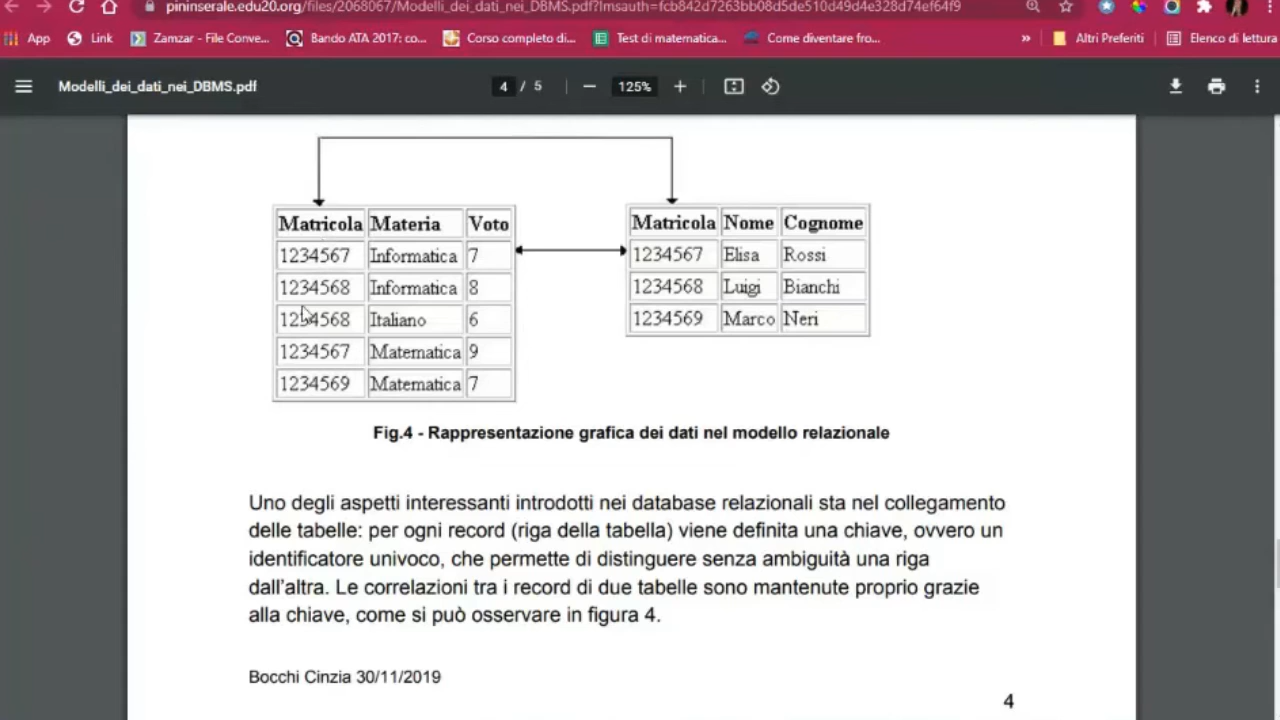 pininserale.edu20.org/files/2068067/Modelli_dei_dati_nei_DBMS.pdf?lmsauth=fcb842d7263bb08d5de510d49d4e328d74ef64f9
App Link Zamzar - File Conve... Bando ATA 2017: co... Corso completo di... Test di matematica... Come diventare fro... » Altri Preferiti Elenco di lettura
Modelli_dei_dati_nei_DBMS.pdf 4 / 5 − 125% +
Matricola Materia Voto
1234567 Informatica 7
1234568 Informatica 8
1234568 Italiano 6
1234567 Matematica 9
1234569 Matematica 7
Matricola Nome Cognome
1234567 Elisa Rossi
1234568 Luigi Bianchi
1234569 Marco Neri
Fig.4 - Rappresentazione grafica dei dati nel modello relazionale
Uno degli aspetti interessanti introdotti nei database relazionali sta nel collegamento
delle tabelle: per ogni record (riga della tabella) viene definita una chiave, ovvero un
identificatore univoco, che permette di distinguere senza ambiguità una riga
dall'altra. Le correlazioni tra i record di due tabelle sono mantenute proprio grazie
alla chiave, come si può osservare in figura 4.
Bocchi Cinzia 30/11/2019
4